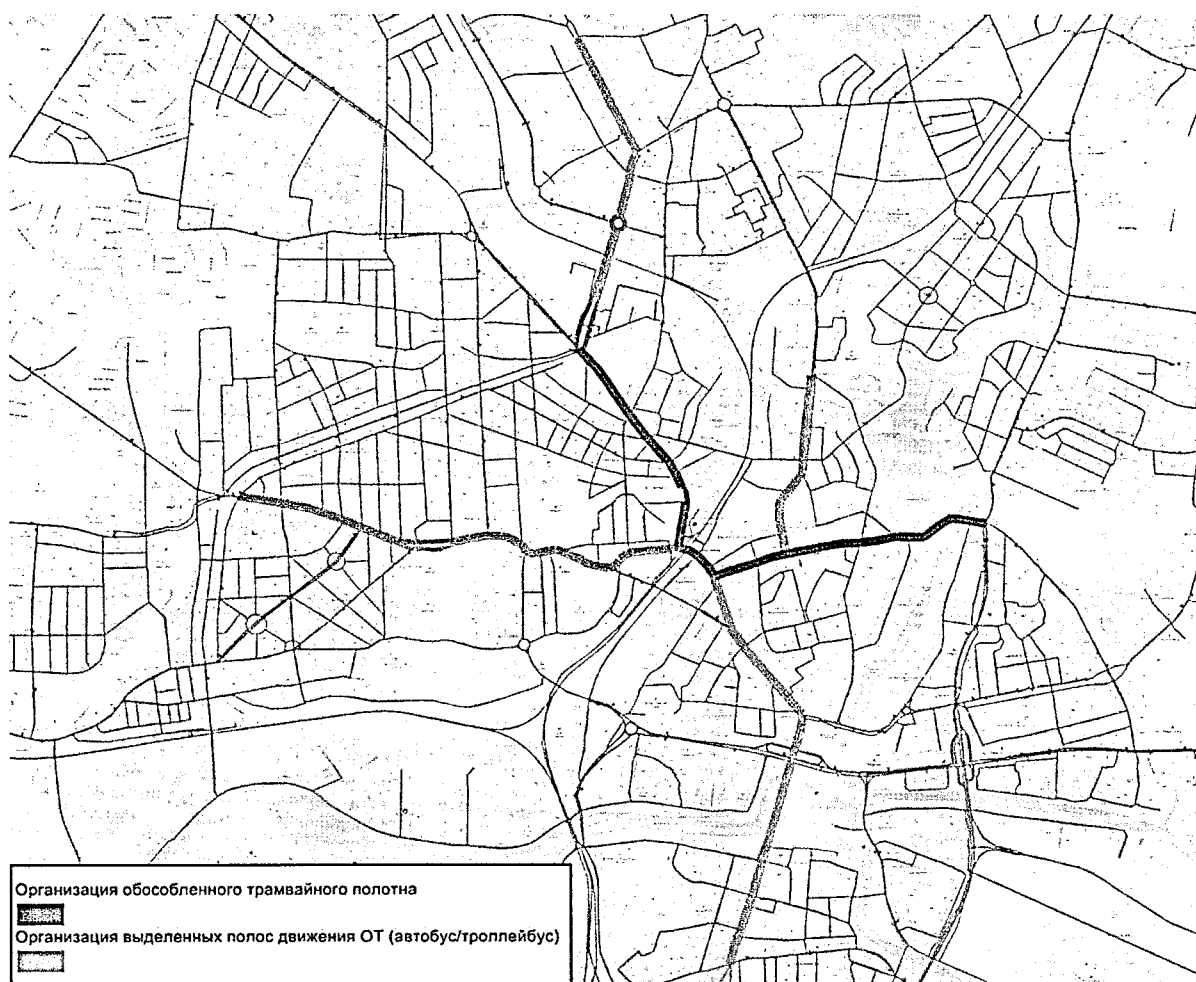 Организация обособленного трамвайного полотна
Организация выделенных полос движения ОТ (автобус/троллейбус)